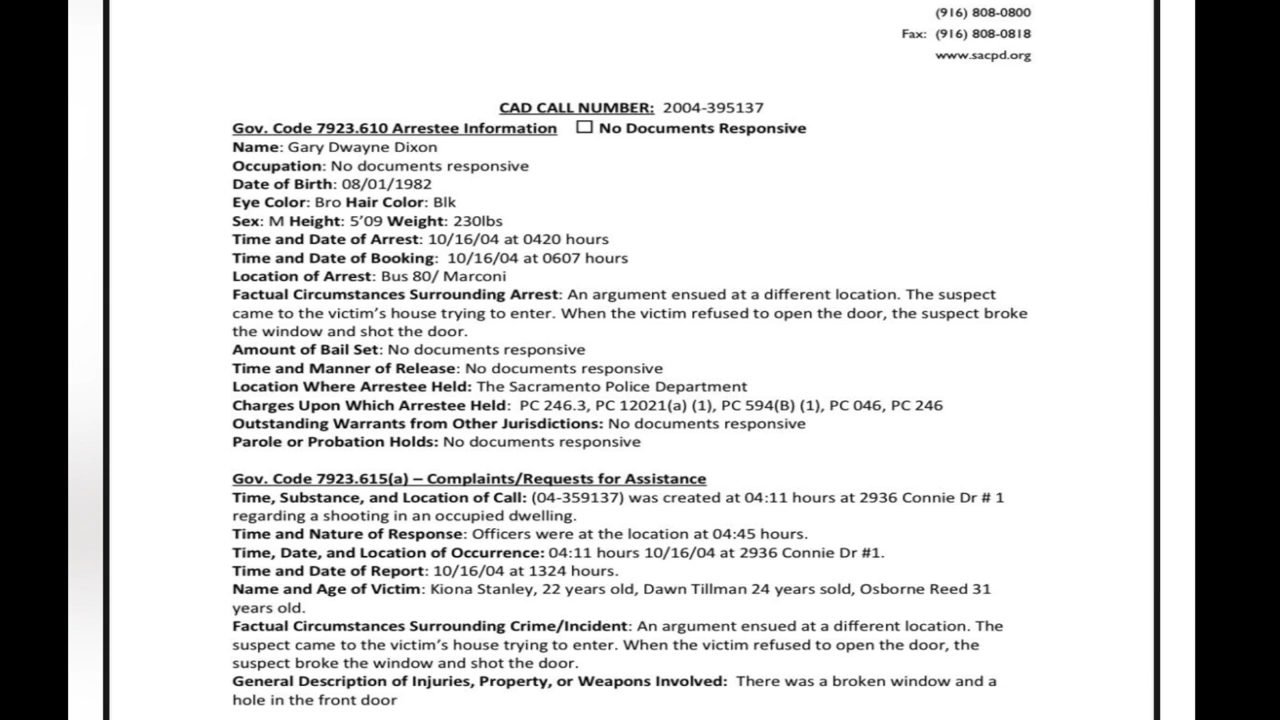 (916) 808-0800
Fax: (916) 808-0818
www.sacpd.org
CAD CALL NUMBER: 2004-395137
Gov. Code 7923.610 Arrestee Information ☐ No Documents Responsive
Name: Gary Dwayne Dixon
Occupation: No documents responsive
Date of Birth: 08/01/1982
Eye Color: Bro Hair Color: Blk
Sex: M Height: 5'09 Weight: 230lbs
Time and Date of Arrest: 10/16/04 at 0420 hours
Time and Date of Booking: 10/16/04 at 0607 hours
Location of Arrest: Bus 80/ Marconi
Factual Circumstances Surrounding Arrest: An argument ensued at a different location. The suspect
came to the victim's house trying to enter. When the victim refused to open the door, the suspect broke
the window and shot the door.
Amount of Bail Set: No documents responsive
Time and Manner of Release: No documents responsive
Location Where Arrestee Held: The Sacramento Police Department
Charges Upon Which Arrestee Held: PC 246.3, PC 12021(a) (1), PC 594(B) (1), PC 046, PC 246
Outstanding Warrants from Other Jurisdictions: No documents responsive
Parole or Probation Holds: No documents responsive
Gov. Code 7923.615(a) – Complaints/Requests for Assistance
Time, Substance, and Location of Call: (04-359137) was created at 04:11 hours at 2936 Connie Dr # 1
regarding a shooting in an occupied dwelling.
Time and Nature of Response: Officers were at the location at 04:45 hours.
Time, Date, and Location of Occurrence: 04:11 hours 10/16/04 at 2936 Connie Dr #1.
Time and Date of Report: 10/16/04 at 1324 hours.
Name and Age of Victim: Kiona Stanley, 22 years old, Dawn Tillman 24 years sold, Osborne Reed 31
years old.
Factual Circumstances Surrounding Crime/Incident: An argument ensued at a different location. The
suspect came to the victim's house trying to enter. When the victim refused to open the door, the
suspect broke the window and shot the door.
General Description of Injuries, Property, or Weapons Involved: There was a broken window and a
hole in the front door